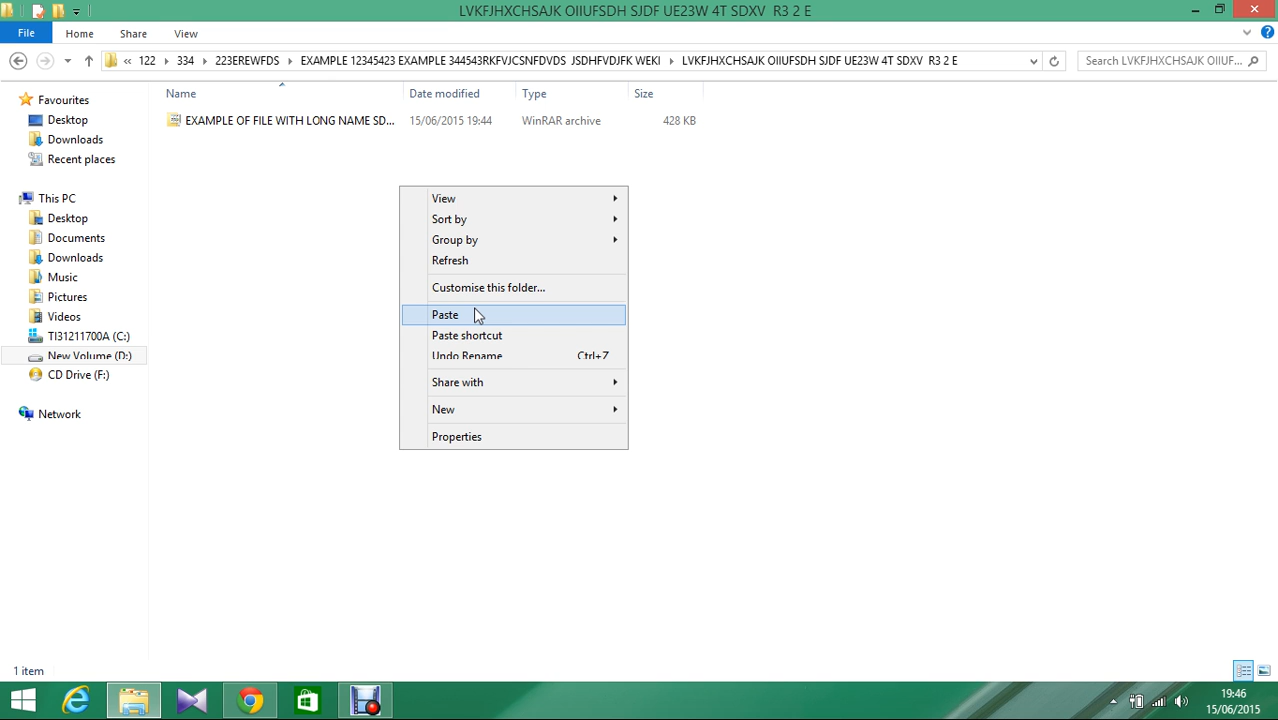 LVKFJHXCHSAJK OIIUFSDH SJDF UE23W 4T SDXV  R3 2 E
File Home Share View
« 122 334 223EREWFDS EXAMPLE 12345423 EXAMPLE 344543RKFVJCSNFDVDS  JSDHFVDJFK WEKI LVKFJHXCHSAJK OIIUFSDH SJDF UE23W 4T SDXV  R3 2 E Search LVKFJHXCHSAJK OIIUF...
Name Date modified Type Size
EXAMPLE OF FILE WITH LONG NAME SD... 15/06/2015 19:44 WinRAR archive 428 KB
Favourites
Desktop
Downloads
Recent places
This PC
Desktop
Documents
Downloads
Music
Pictures
Videos
TI31211700A (C:)
New Volume (D:)
CD Drive (F:)
Network
View
Sort by
Group by
Refresh
Customise this folder...
Paste
Paste shortcut
Undo Rename Ctrl+Z
Share with
New
Properties
1 item
19:46
15/06/2015